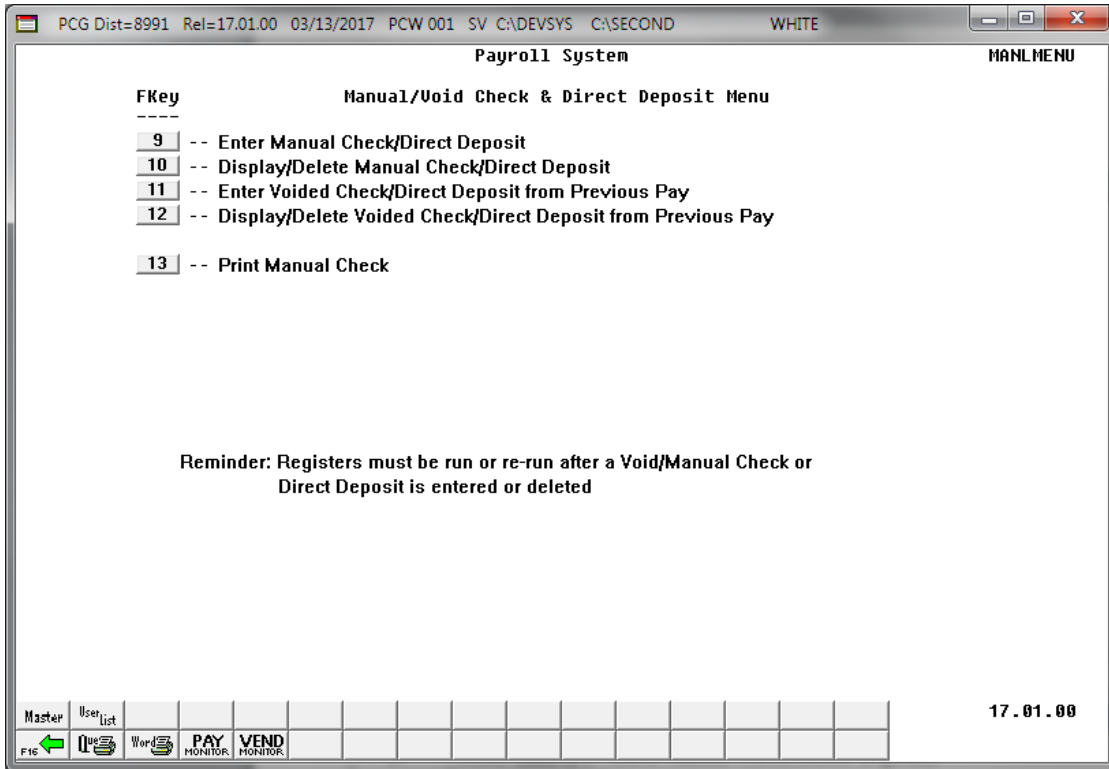 PCG Dist=8991 Rel=17.01.00 03/13/2017 PCW 001 SV C:\DEVSYS C:\SECOND WHITE
Payroll System MANLMENU
FKey Manual/Void Check & Direct Deposit Menu
----
9 -- Enter Manual Check/Direct Deposit
10 -- Display/Delete Manual Check/Direct Deposit
11 -- Enter Voided Check/Direct Deposit from Previous Pay
12 -- Display/Delete Voided Check/Direct Deposit from Previous Pay
13 -- Print Manual Check
Reminder: Registers must be run or re-run after a Void/Manual Check or
Direct Deposit is entered or deleted
Master User List 17.01.00
F16 Que Word PAY MONITOR VEND MONITOR